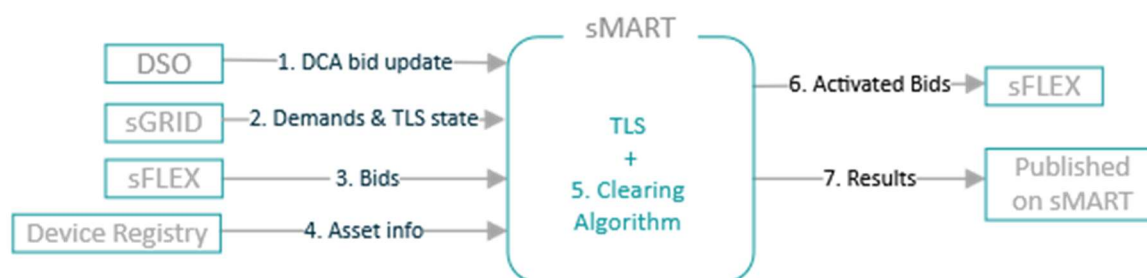 sMART
DSO
1. DCA bid update
sGRID
2. Demands & TLS state
sFLEX
3. Bids
Device Registry
4. Asset info
TLS
+
5. Clearing
Algorithm
6. Activated Bids
sFLEX
7. Results
Published
on sMART